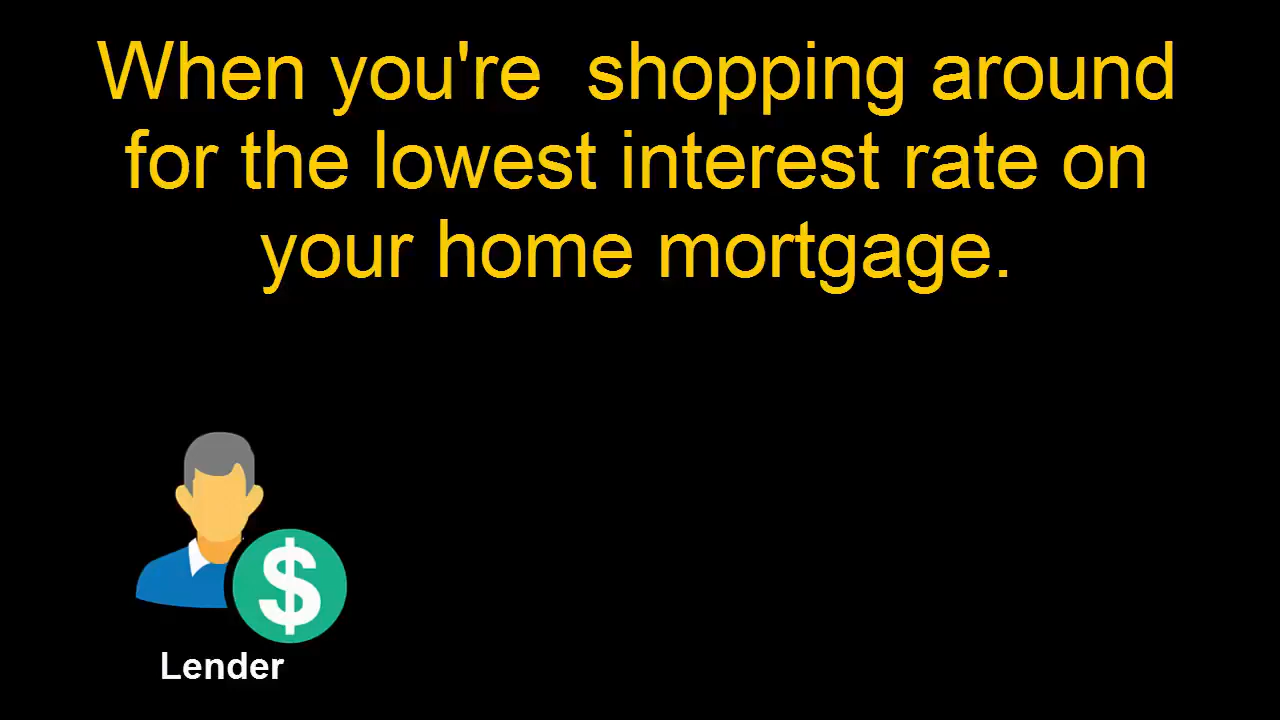 When you're  shopping around
for the lowest interest rate on
your home mortgage.
$
Lender